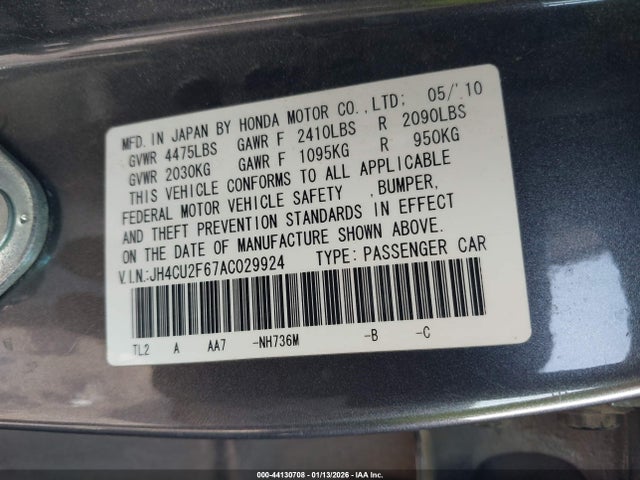 MFD. IN JAPAN BY HONDA MOTOR CO.,LTD; 05/'10
GVWR 4475LBS GAWR F 2410LBS R 2090LBS
GVWR 2030KG GAWR F 1095KG R 950KG
THIS VEHICLE CONFORMS TO ALL APPLICABLE
FEDERAL MOTOR VEHICLE SAFETY ,BUMPER,
AND THEFT PREVENTION STANDARDS IN EFFECT
ON THE DATE OF MANUFACTURE SHOWN ABOVE.
V.I.N.:JH4CU2F67AC029924 TYPE: PASSENGER CAR
TL2 A AA7 -NH736M -B -C
000-44130708 - 01/13/2026 - IAA Inc.